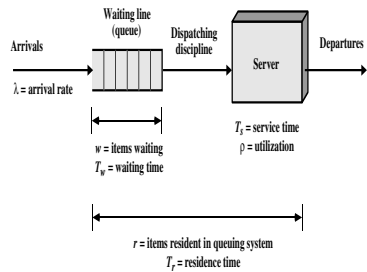 Waiting line
(queue)
Arrivals
Dispatching
discipline
Server
Departures
λ = arrival rate
w = items waiting
T_w = waiting time
T_s = service time
ρ = utilization
r = items resident in queuing system
T_r = residence time